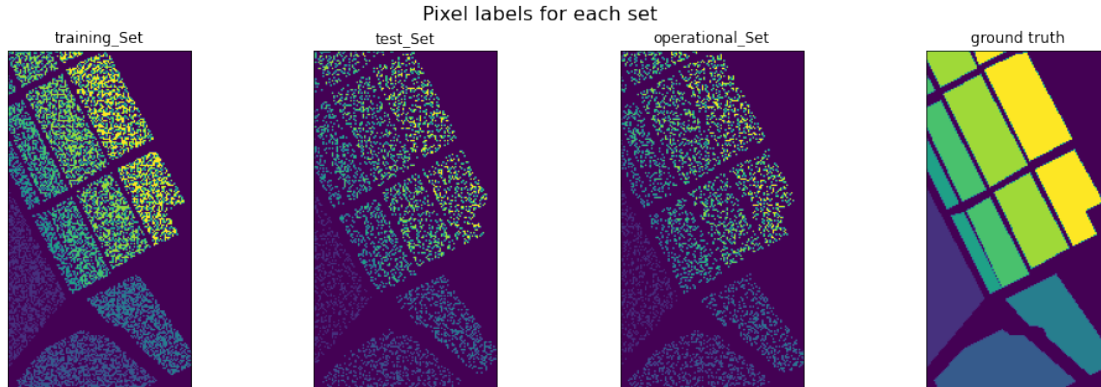 Pixel labels for each set
training_Set
test_Set
operational_Set
ground truth